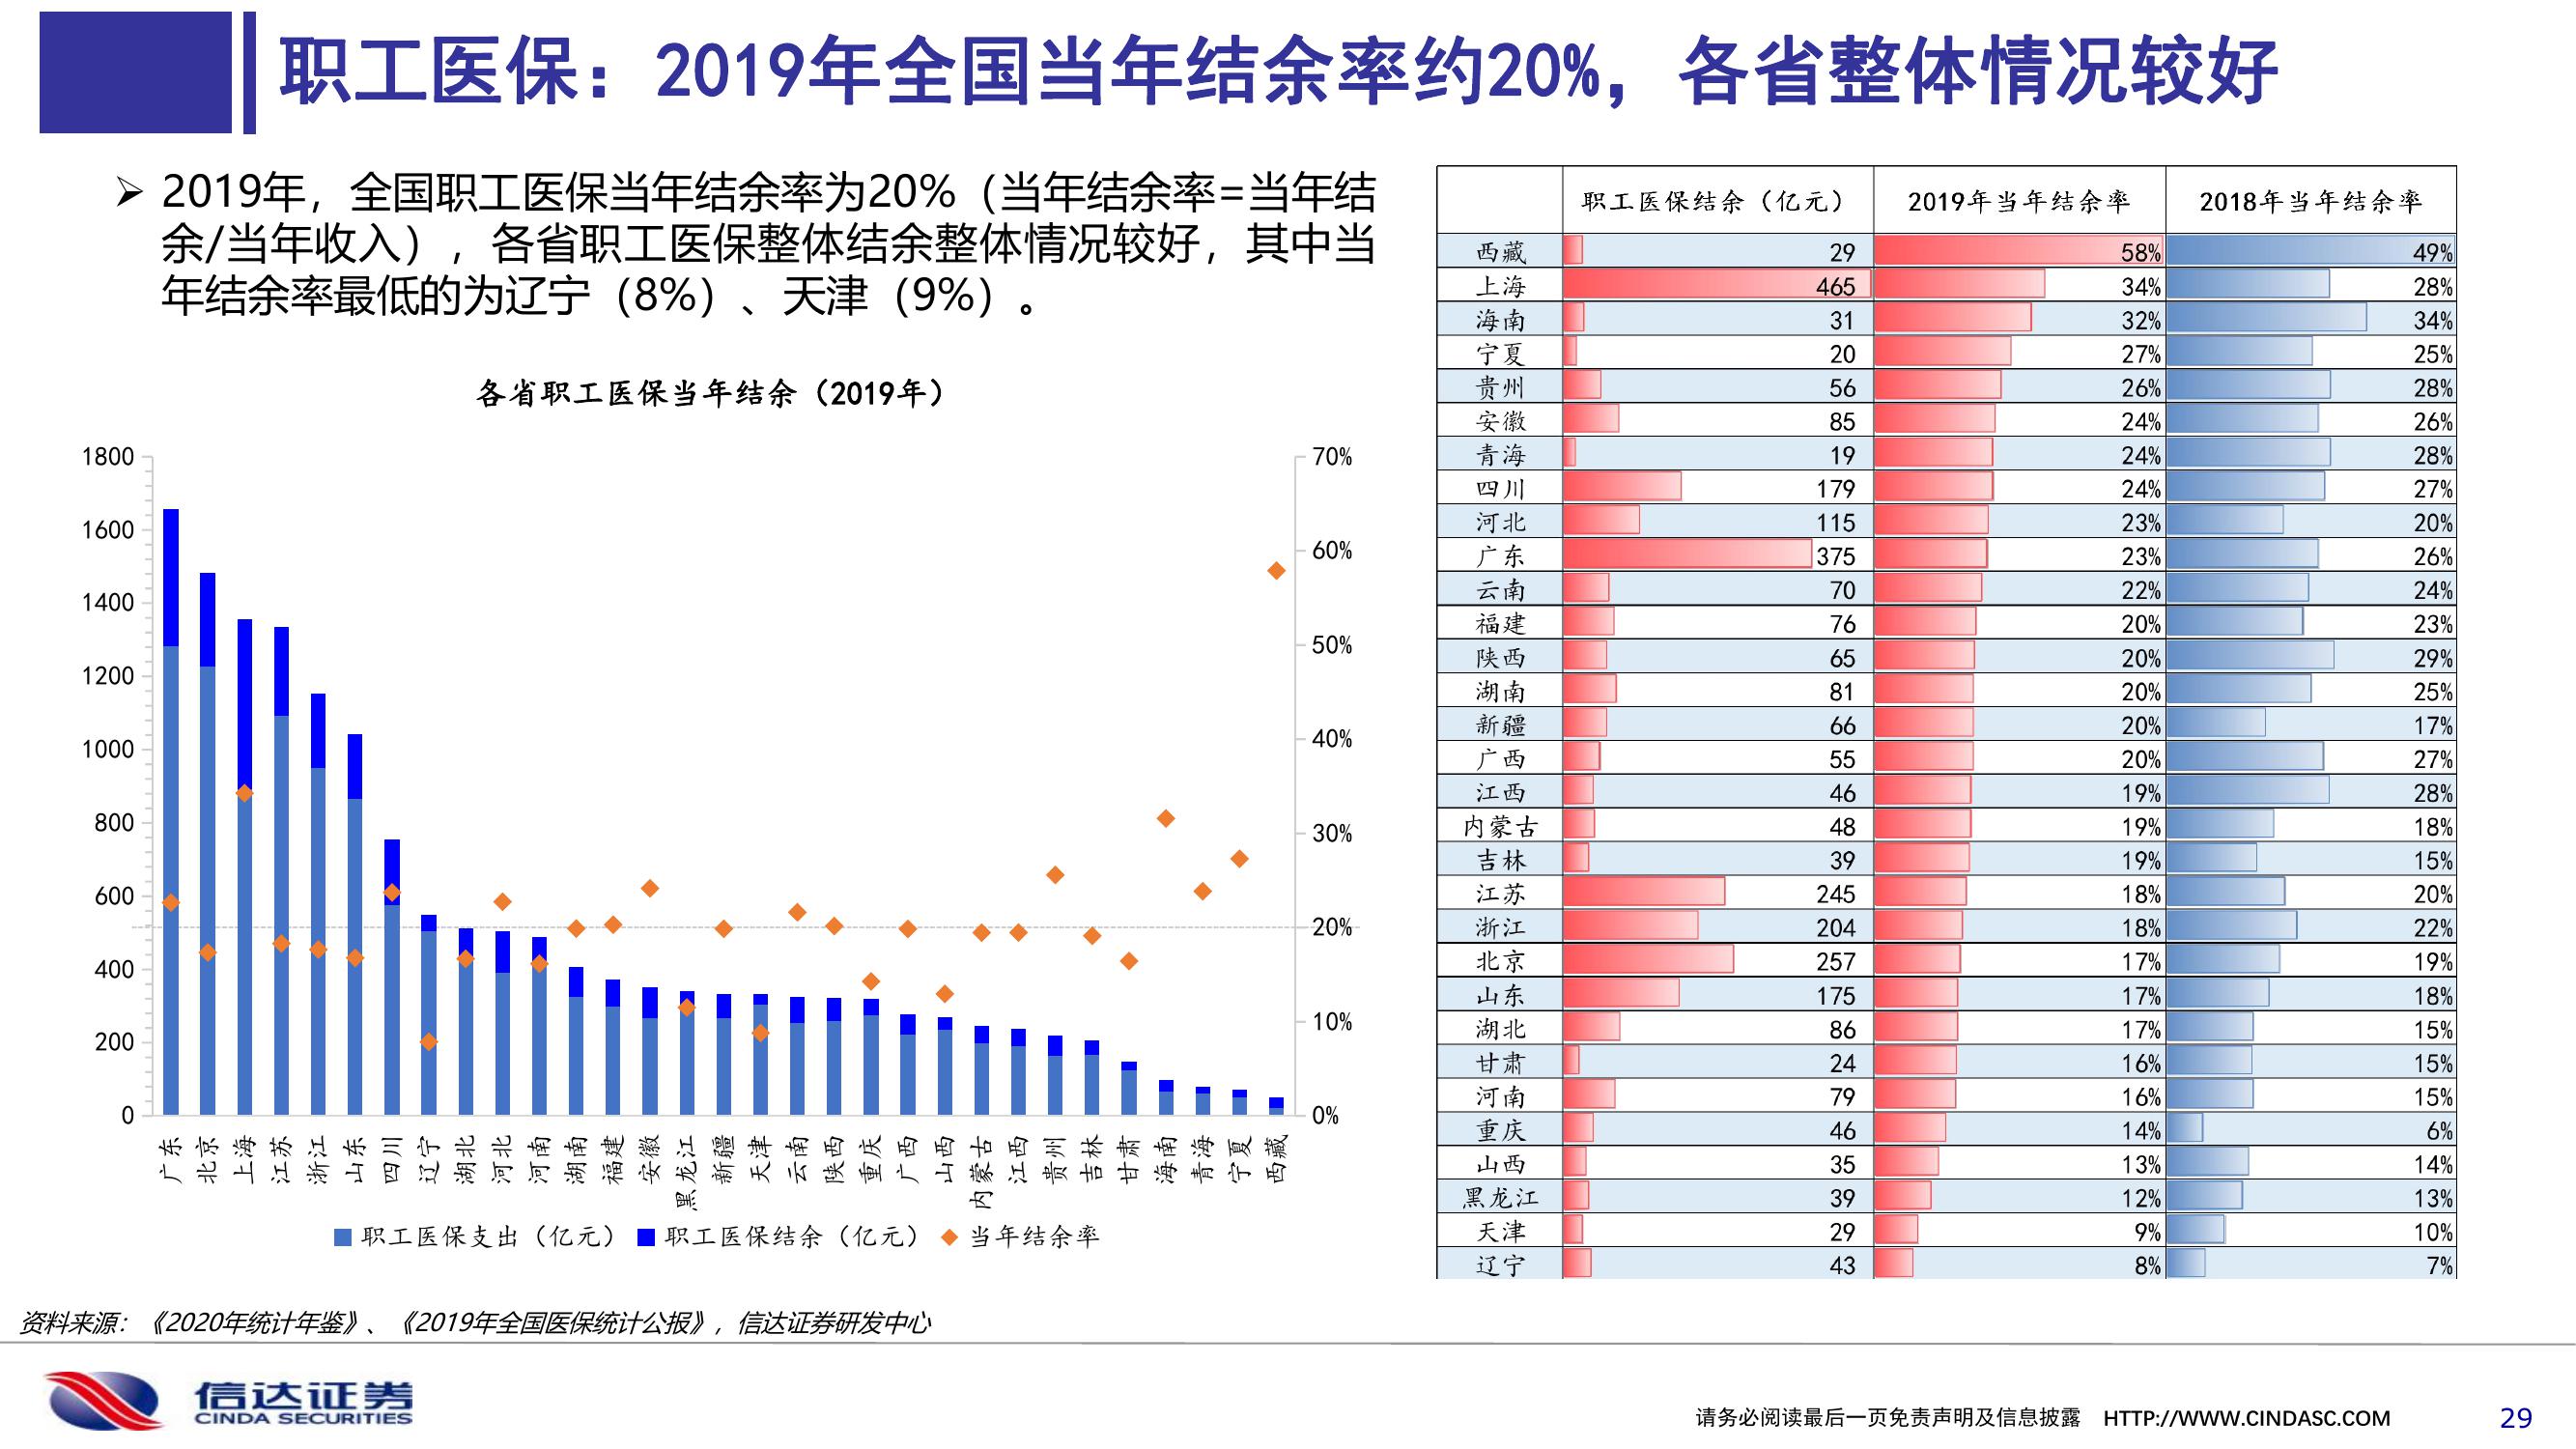 职工医保：2019年全国当年结余率约20%，各省整体情况较好
➢ 2019年，全国职工医保当年结余率为20%（当年结余率=当年结
余/当年收入），各省职工医保整体结余整体情况较好，其中当
年结余率最低的为辽宁（8%）、天津（9%）。
各省职工医保当年结余（2019年）
1800
1600
1400
1200
1000
800
600
400
200
0
70%
60%
50%
40%
30%
20%
10%
0%
广东 北京 上海 江苏 浙江 山东 四川 辽宁 湖北 河北 河南 湖南 福建 安徽 黑龙江 新疆 天津 云南 陕西 重庆 广西 山西 内蒙古 江西 贵州 吉林 甘肃 海南 青海 宁夏 西藏
职工医保支出（亿元） 职工医保结余（亿元） 当年结余率
职工医保结余（亿元） 2019年当年结余率 2018年当年结余率
西藏 29 58% 49%
上海 465 34% 28%
海南 31 32% 34%
宁夏 20 27% 25%
贵州 56 26% 28%
安徽 85 24% 26%
青海 19 24% 28%
四川 179 24% 27%
河北 115 23% 20%
广东 375 23% 26%
云南 70 22% 24%
福建 76 20% 23%
陕西 65 20% 29%
湖南 81 20% 25%
新疆 66 20% 17%
广西 55 20% 27%
江西 46 19% 28%
内蒙古 48 19% 18%
吉林 39 19% 15%
江苏 245 18% 20%
浙江 204 18% 22%
北京 257 17% 19%
山东 175 17% 18%
湖北 86 17% 15%
甘肃 24 16% 15%
河南 79 16% 15%
重庆 46 14% 6%
山西 35 13% 14%
黑龙江 39 12% 13%
天津 29 9% 10%
辽宁 43 8% 7%
资料来源：《2020年统计年鉴》、《2019年全国医保统计公报》，信达证券研发中心
信达证券
CINDA SECURITIES
请务必阅读最后一页免责声明及信息披露 HTTP://WWW.CINDASC.COM 29